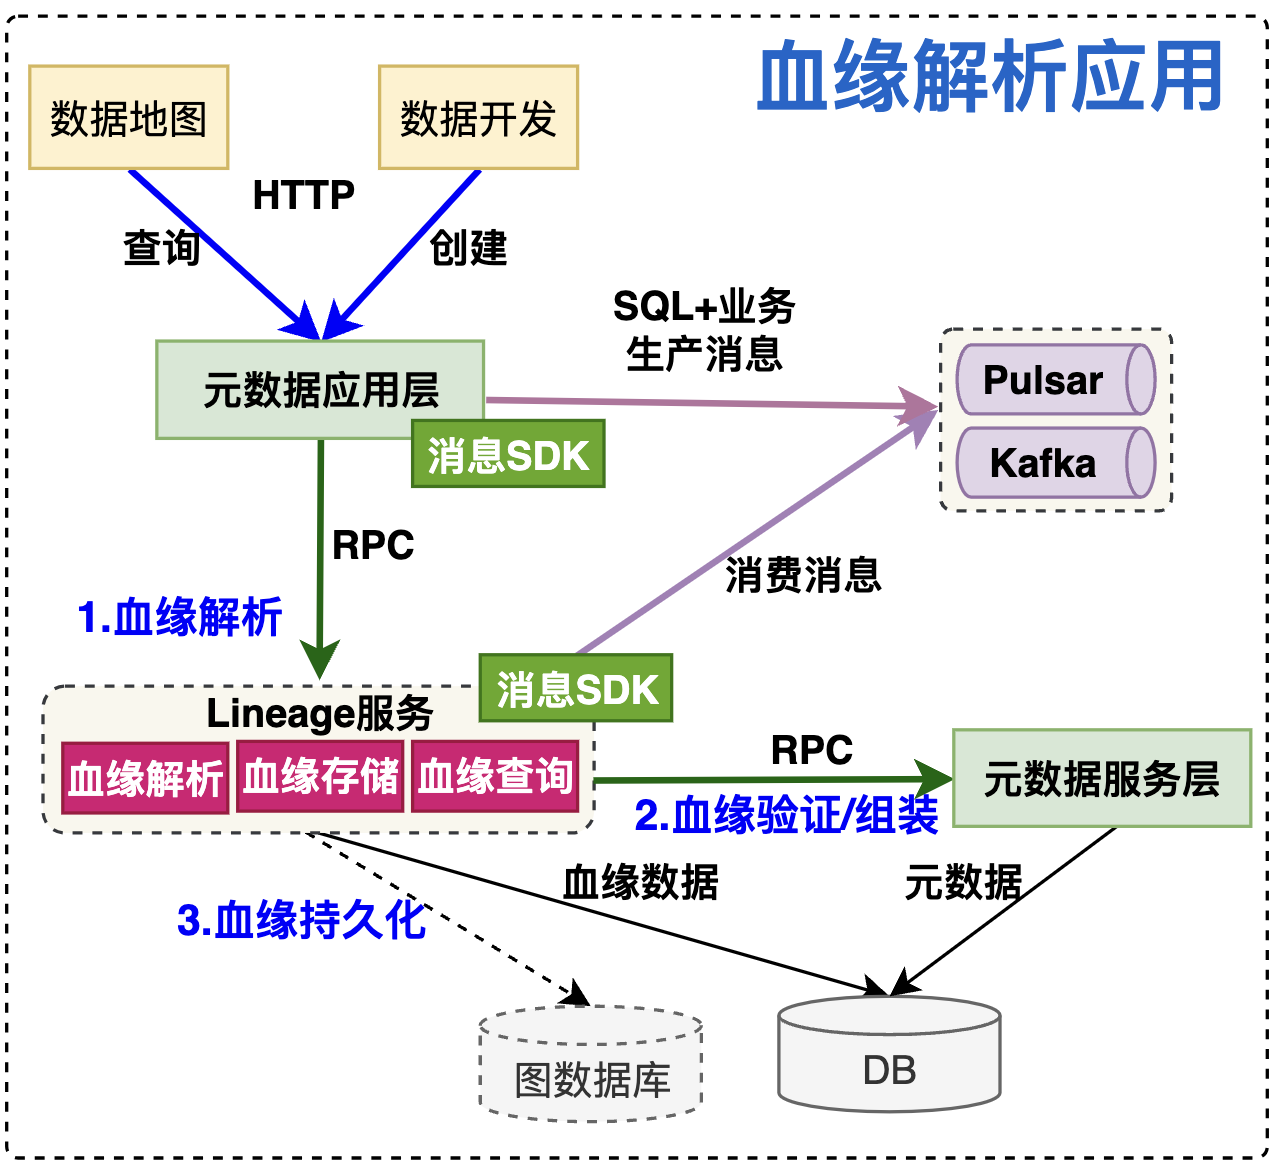 血缘解析应用
数据地图
数据开发
HTTP
查询
创建
SQL+业务
生产消息
元数据应用层
消息SDK
Pulsar
Kafka
RPC
消费消息
1.血缘解析
消息SDK
Lineage服务
血缘解析
血缘存储
血缘查询
RPC
2.血缘验证/组装
元数据服务层
血缘数据
元数据
3.血缘持久化
图数据库
DB